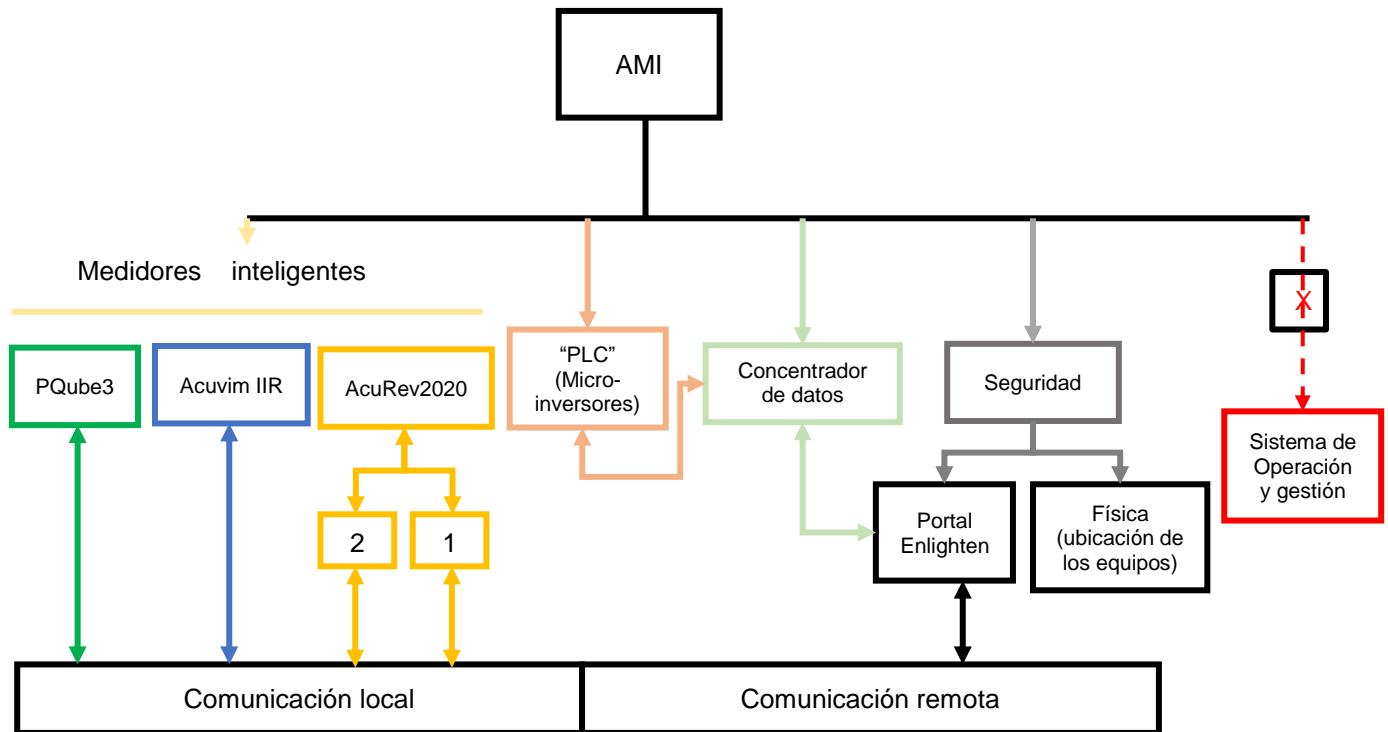 AMI
Medidores inteligentes
X
PQube3
Acuvim IIR
AcuRev2020
“PLC”
(Micro-
inversores)
Concentrador
de datos
Seguridad
Sistema de
Operación
y gestión
2
1
Portal
Enlighten
Física
(ubicación de
los equipos)
Comunicación local
Comunicación remota